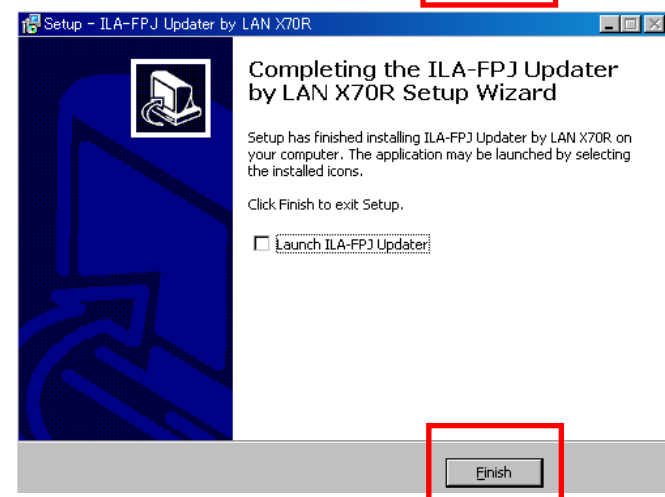 Setup - ILA-FPJ Updater by LAN X70R
Completing the ILA-FPJ Updater
by LAN X70R Setup Wizard
Setup has finished installing ILA-FPJ Updater by LAN X70R on
your computer. The application may be launched by selecting
the installed icons.
Click Finish to exit Setup.
Launch ILA-FPJ Updater
Finish